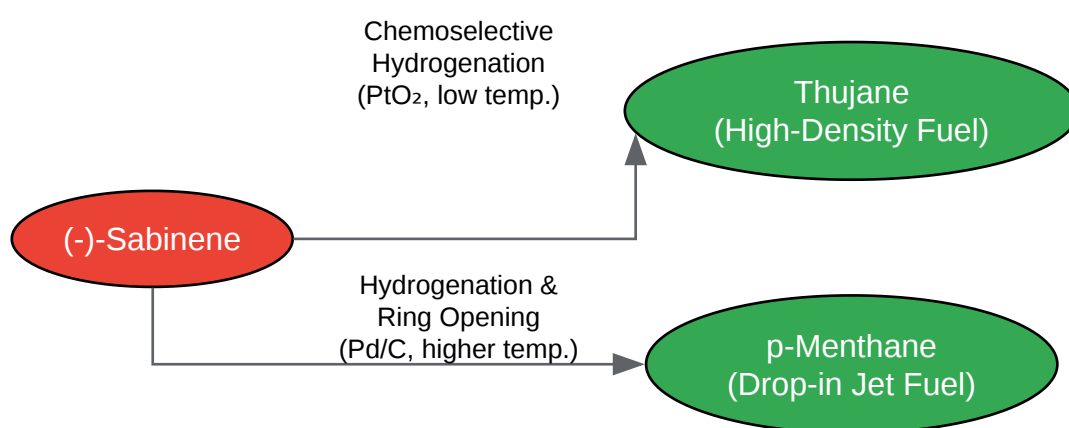 Chemoselective
Hydrogenation
(PtO₂, low temp.)
Thujane
(High-Density Fuel)
(-)-Sabinene
Hydrogenation &
Ring Opening
(Pd/C, higher temp.)
p-Menthane
(Drop-in Jet Fuel)